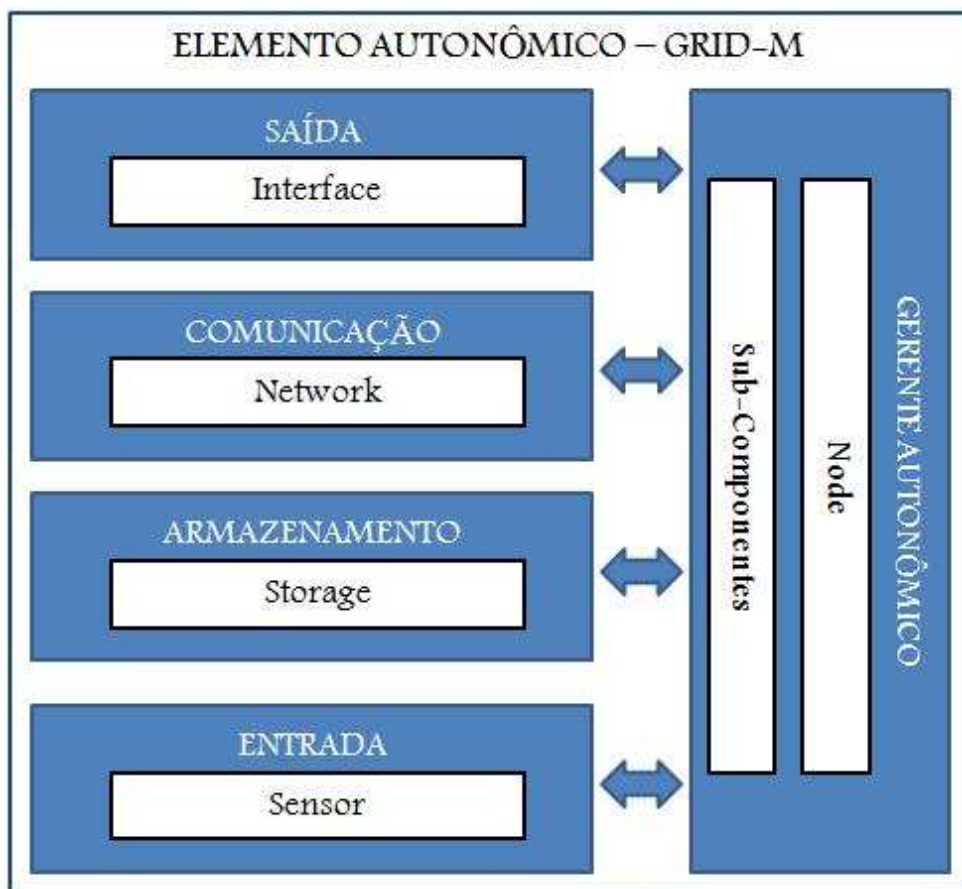 ELEMENTO AUTONÔMICO – GRID-M
SAÍDA
Interface
COMUNICAÇÃO
Network
ARMAZENAMENTO
Storage
ENTRADA
Sensor
Sub-Componentes
Node
GERENTE AUTONÔMICO